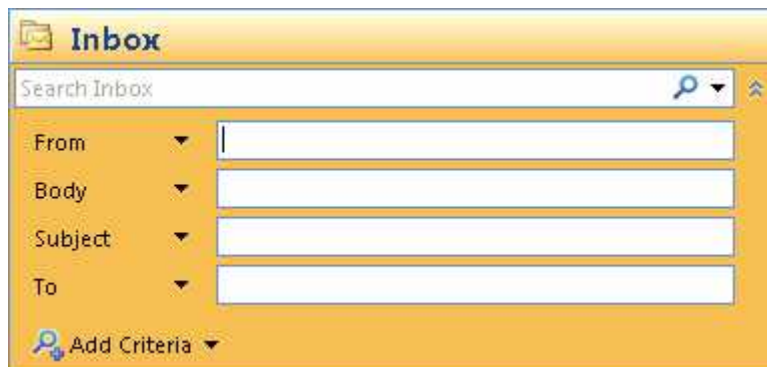 Inbox
Search Inbox
From
Body
Subject
To
Add Criteria